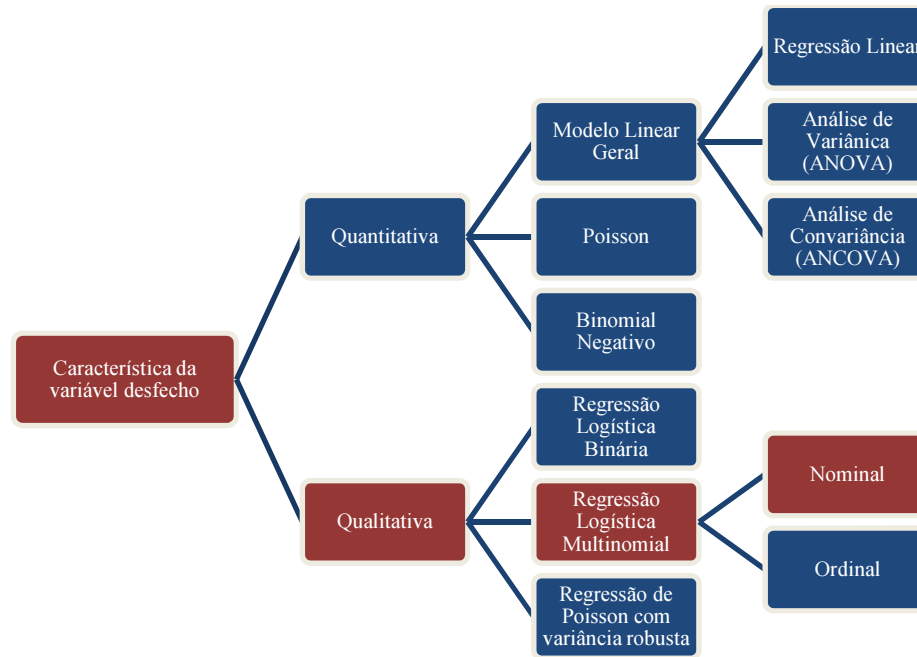 Regressão Linear
Análise de
Variânica
(ANOVA)
Análise de
Convariância
(ANCOVA)
Modelo Linear
Geral
Poisson
Binomial
Negativo
Quantitativa
Característica da
variável desfecho
Qualitativa
Regressão
Logística
Binária
Regressão
Logística
Multinomial
Regressão de
Poisson com
variância robusta
Nominal
Ordinal